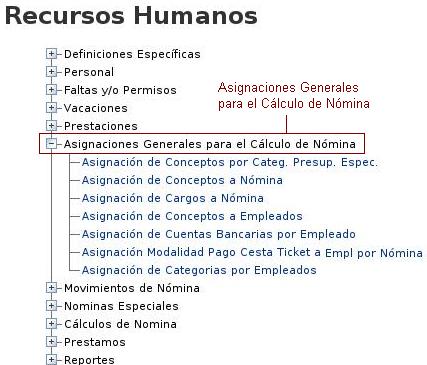 Recursos Humanos
Definiciones Específicas
Personal
Faltas y/o Permisos
Asignaciones Generales
para el Cálculo de Nómina
Vacaciones
Prestaciones
Asignaciones Generales para el Cálculo de Nómina
Asignación de Conceptos por Categ. Presup. Espec.
Asignación de Conceptos a Nómina
Asignación de Cargos a Nómina
Asignación de Conceptos a Empleados
Asignación de Cuentas Bancarias por Empleado
Asignación Modalidad Pago Cesta Ticket a Empl por Nómina
Asignación de Categorias por Empleados
Movimientos de Nómina
Nominas Especiales
Cálculos de Nomina
Prestamos
Reportes